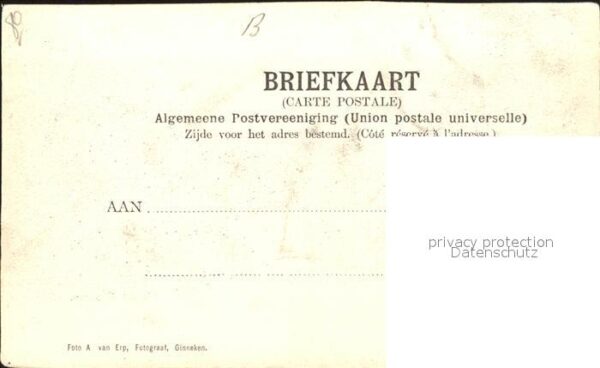 B
BRIEFKAART
(CARTE POSTALE)
Algemeene Postvereeniging (Union postale universelle)
Zijde voor het adres bestemd. (Côté réservé à l'adresse.)
AAN
privacy protection
Datenschutz
Foto A van Erp, Fotograaf, Ginneken.